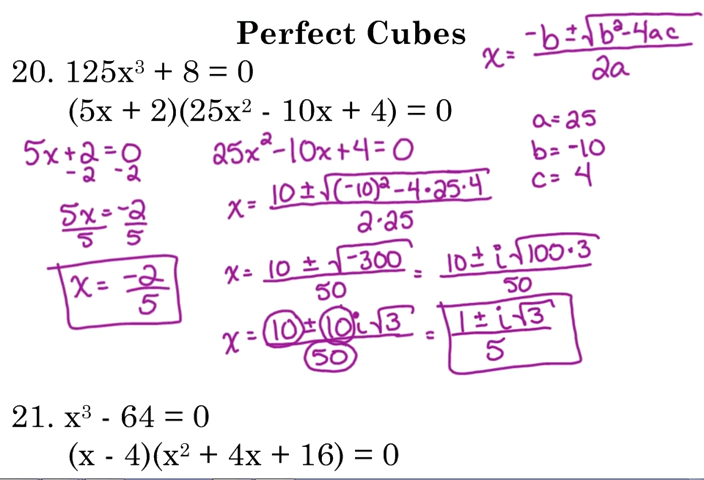 Perfect Cubes
x = -b ± √b² - 4ac / 2a
20. 125x³ + 8 = 0
(5x + 2)(25x² - 10x + 4) = 0
a = 25
b = -10
c = 4
5x + 2 = 0
-2 -2
5x = -2
5 5
x = -2/5
25x² - 10x + 4 = 0
x = 10 ± √(-10)² - 4·25·4 / 2·25
x = 10 ± √-300 / 50 = 10 ± i√100·3 / 50
x = 10 ± 10i√3 / 50 = 1 ± i√3 / 5
21. x³ - 64 = 0
(x - 4)(x² + 4x + 16) = 0